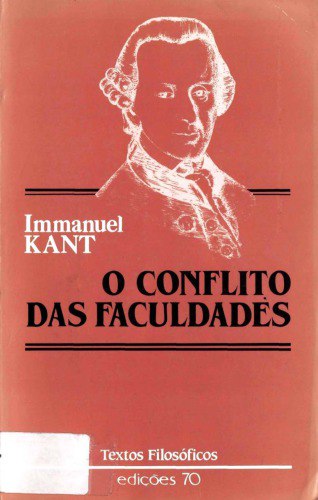 Immanuel
KANT
O CONFLITO
DAS FACULDADES
Textos Filosóficos
edições 70